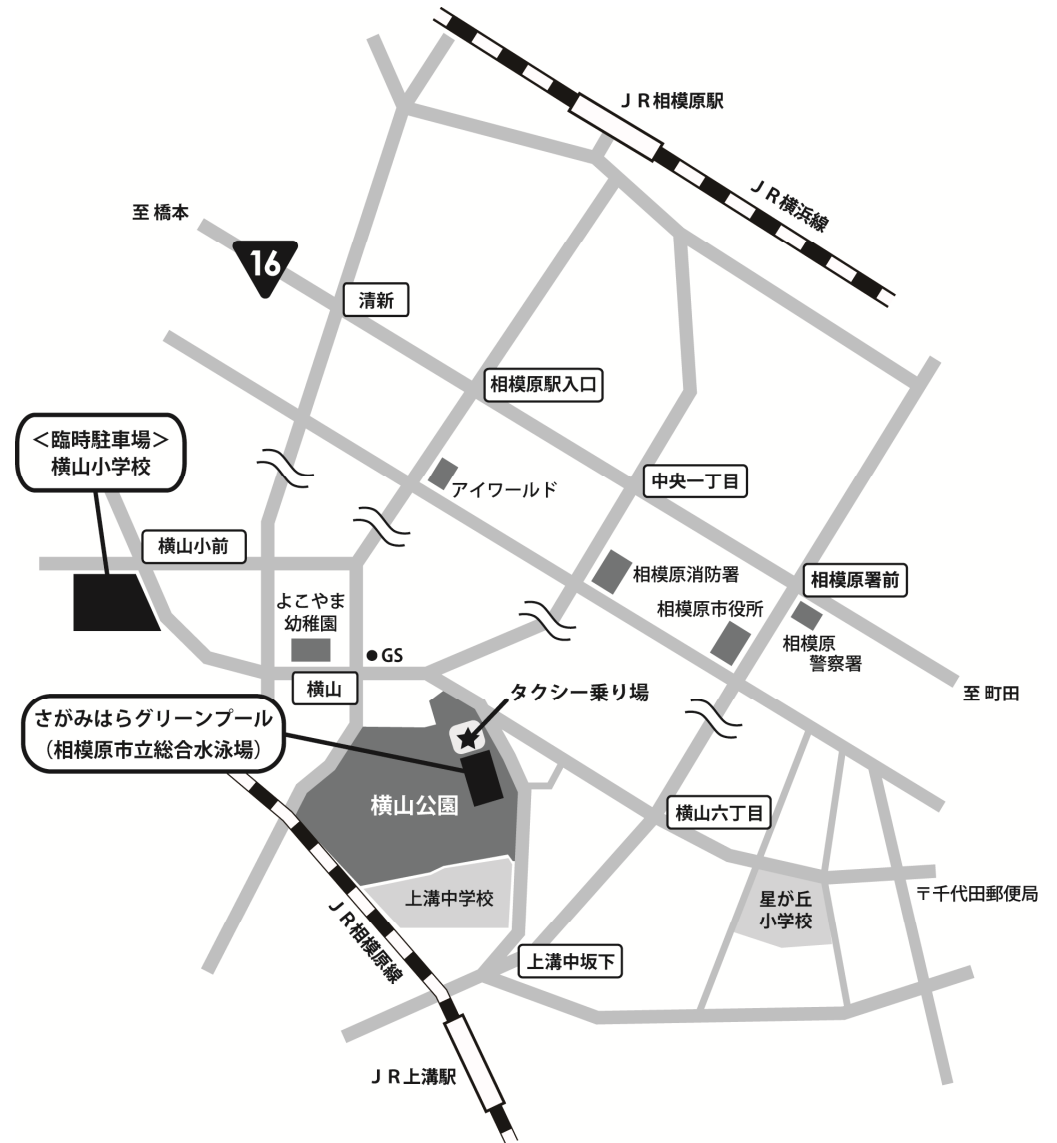 ＪＲ相模原駅
ＪＲ横浜線
至 橋本
16
清新
相模原駅入口
＜臨時駐車場＞
横山小学校
アイワールド
中央一丁目
横山小前
相模原消防署
相模原署前
よこやま
幼稚園
相模原市役所
相模原
警察署
GS
横山
タクシー乗り場
至 町田
さがみはらグリーンプール
（相模原市立総合水泳場）
横山公園
横山六丁目
上溝中学校
星が丘
小学校
〒千代田郵便局
ＪＲ相模原線
上溝中坂下
ＪＲ上溝駅